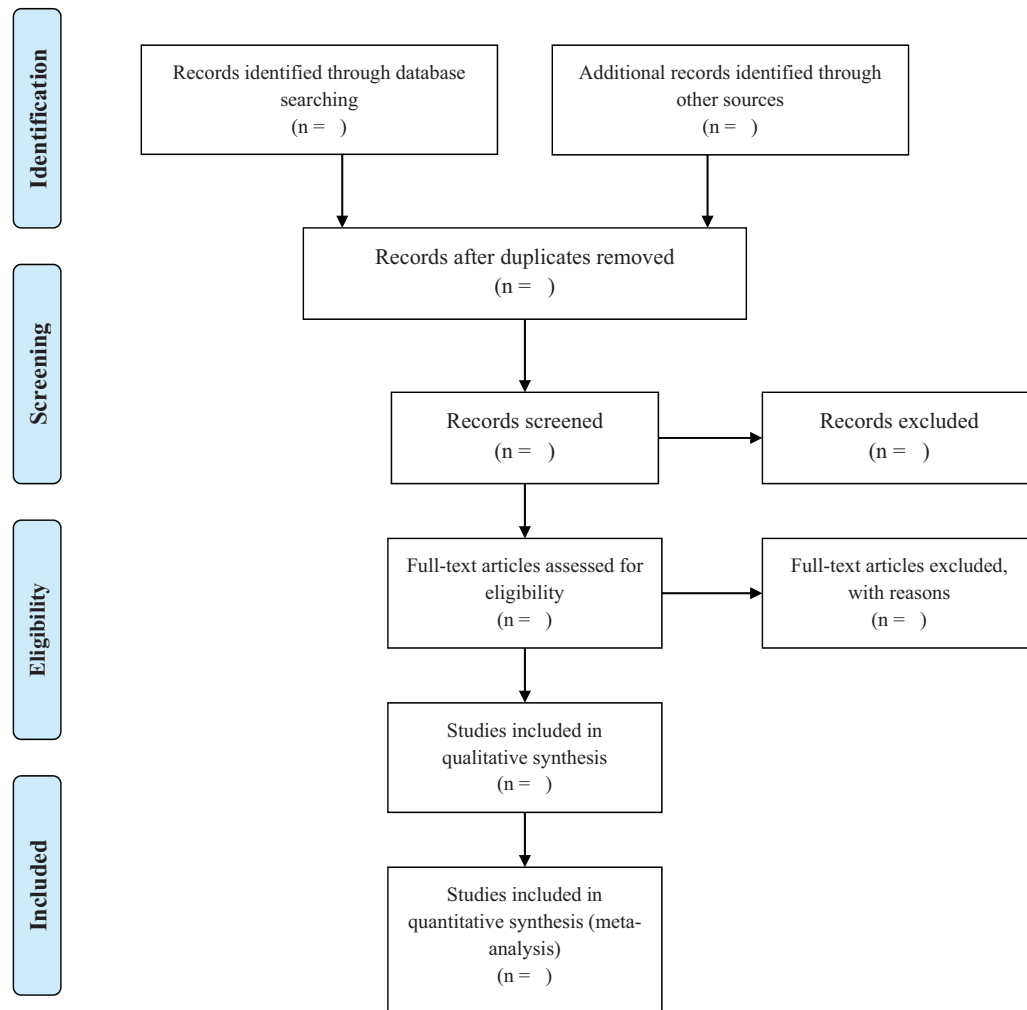 Identification
Records identified through database
searching
(n =   )
Additional records identified through
other sources
(n =   )
Records after duplicates removed
(n =   )
Screening
Records screened
(n =   )
Records excluded
(n =   )
Eligibility
Full-text articles assessed for
eligibility
(n =   )
Full-text articles excluded,
with reasons
(n =   )
Studies included in
qualitative synthesis
(n =   )
Included
Studies included in
quantitative synthesis (meta-
analysis)
(n =   )